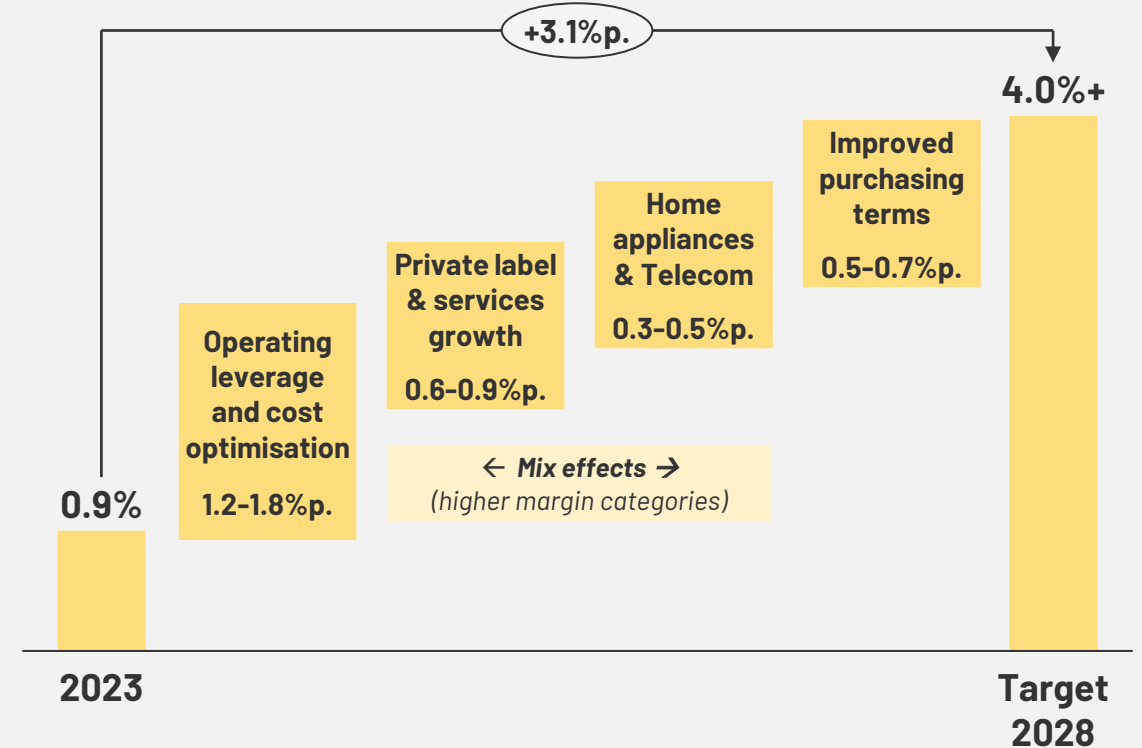 +3.1%p.
4.0%+
Improved
purchasing
terms
0.5-0.7%p.
Home
appliances
& Telecom
0.3-0.5%p.
Private label
& services
growth
0.6-0.9%p.
Operating
leverage
and cost
optimisation
1.2-1.8%p.
← Mix effects →
(higher margin categories)
0.9%
2023
Target
2028